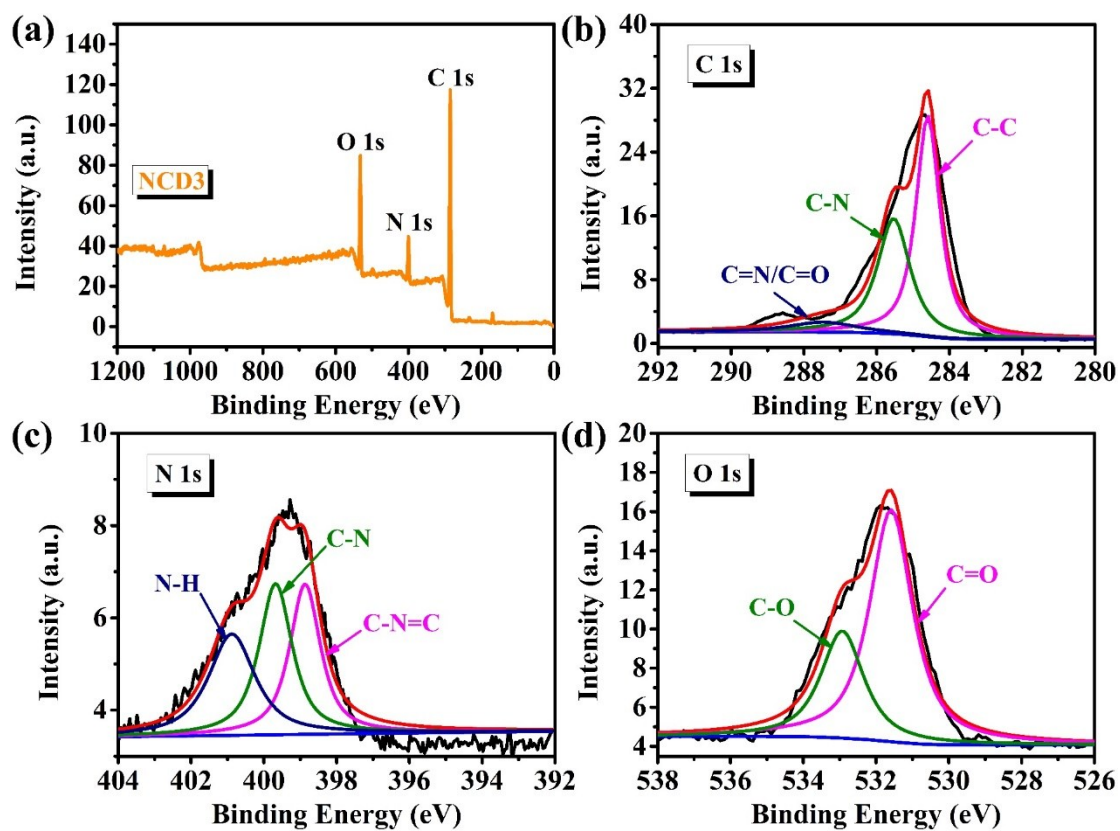 (a)
140
120
100
80
60
40
20
0
Intensity (a.u.)
C 1s
O 1s
NCD3
N 1s
1200 1000 800 600 400 200 0
Binding Energy (eV)
(b)
40
32
24
16
8
0
Intensity (a.u.)
C 1s
C-C
C-N
C=N/C=O
292 290 288 286 284 282 280
Binding Energy (eV)
(c)
10
8
6
4
Intensity (a.u.)
N 1s
C-N
N-H
C-N=C
404 402 400 398 396 394 392
Binding Energy (eV)
(d)
20
18
16
14
12
10
8
6
4
Intensity (a.u.)
O 1s
C=O
C-O
538 536 534 532 530 528 526
Binding Energy (eV)